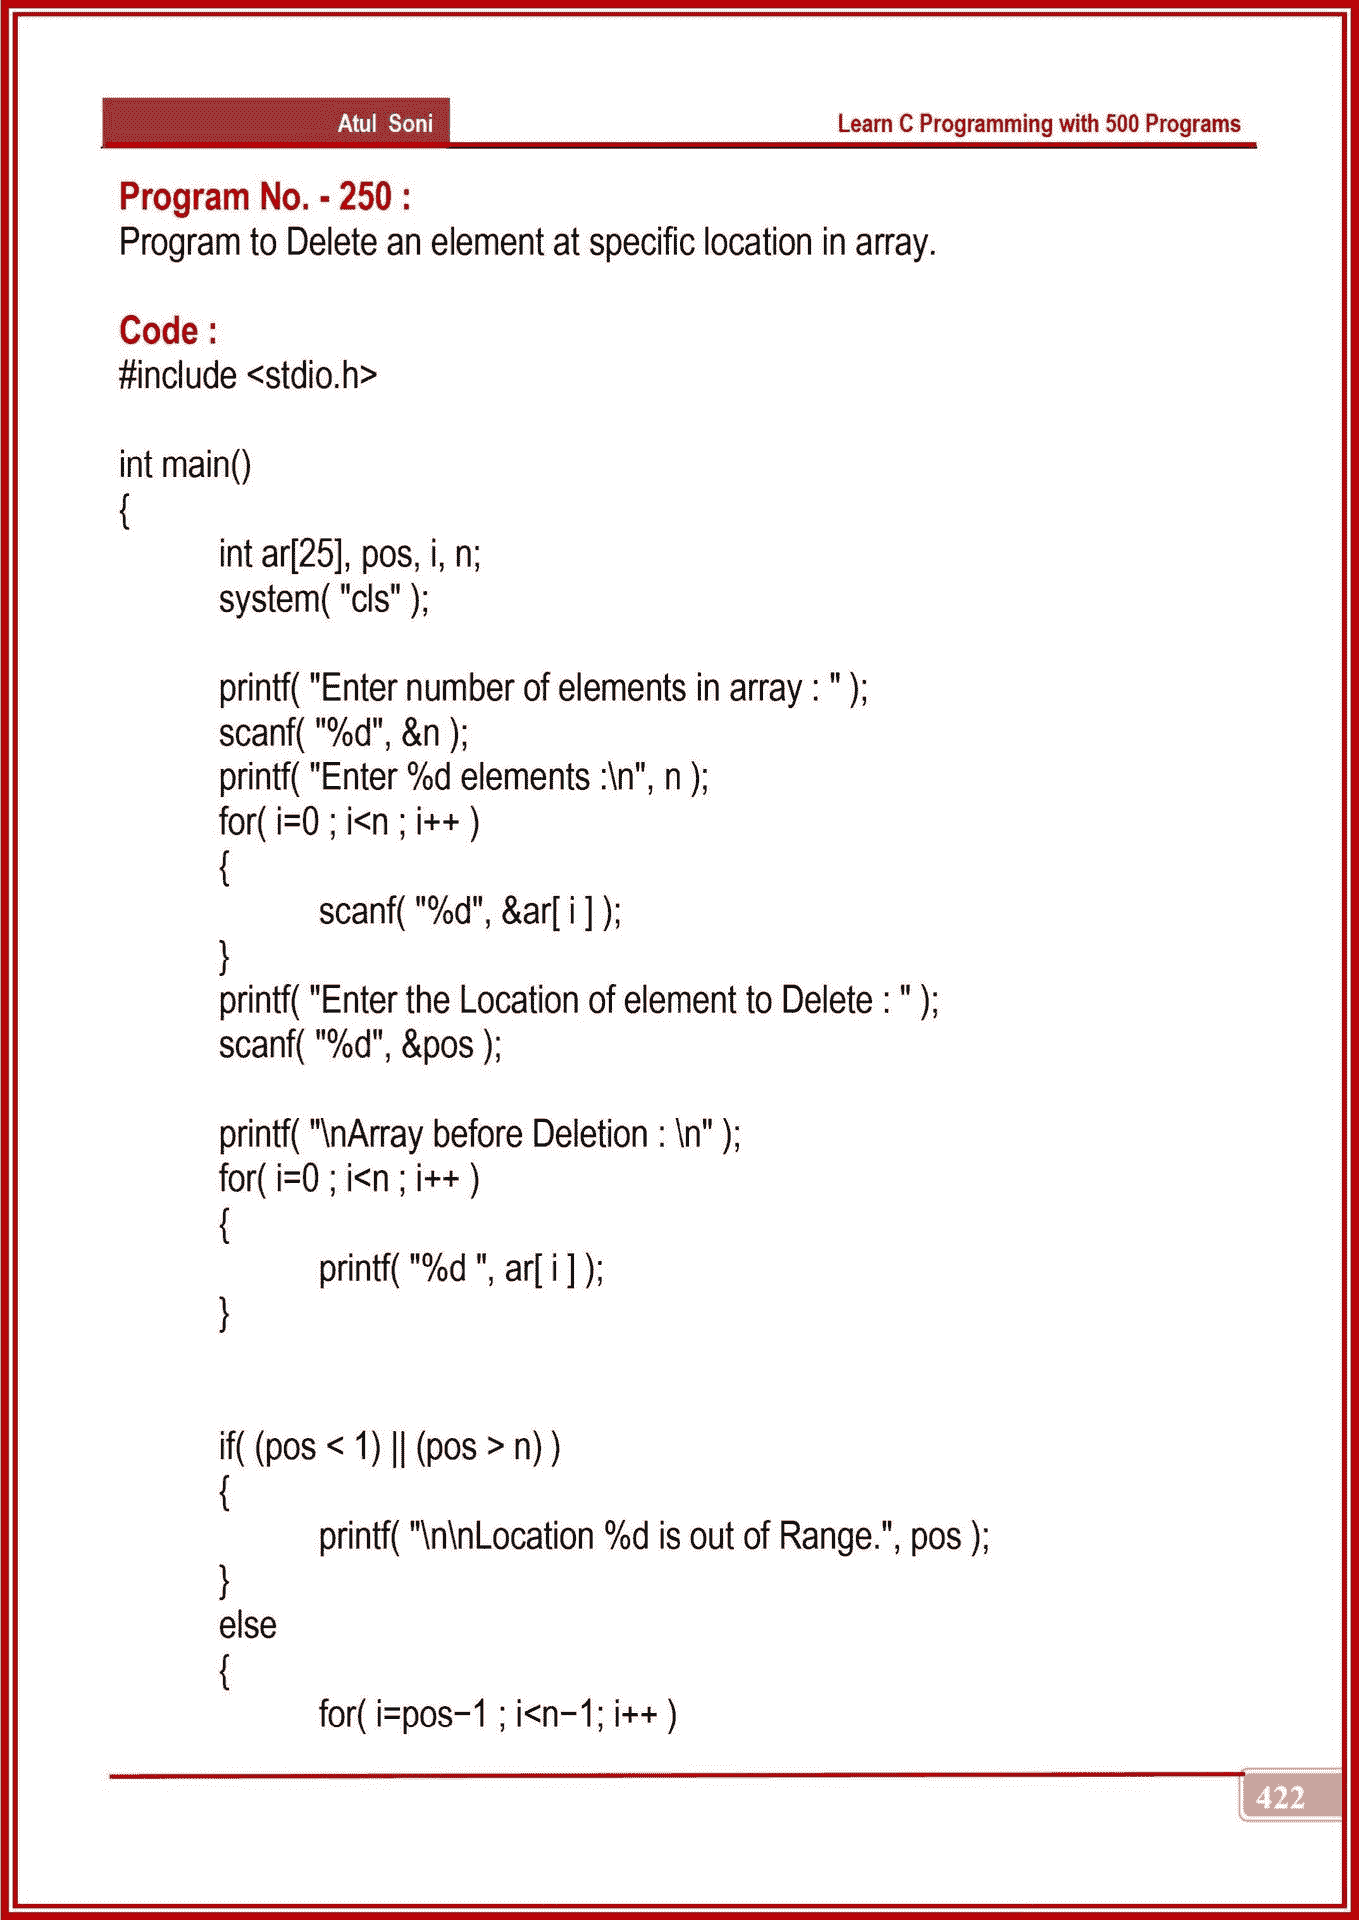 Atul Soni
Learn C Programming with 500 Programs
Program No. - 250 :
Program to Delete an element at specific location in array.
Code :
#include <stdio.h>
int main()
{
int ar[25], pos, i, n;
system( "cls" );
printf( "Enter number of elements in array : " );
scanf( "%d", &n );
printf( "Enter %d elements :\n", n );
for( i=0 ; i<n ; i++ )
{
scanf( "%d", &ar[ i ] );
}
printf( "Enter the Location of element to Delete : " );
scanf( "%d", &pos );
printf( "\nArray before Deletion : \n" );
for( i=0 ; i<n ; i++ )
{
printf( "%d ", ar[ i ] );
}
if( (pos < 1) || (pos > n) )
{
printf( "\n\nLocation %d is out of Range.", pos );
}
else
{
for( i=pos−1 ; i<n−1; i++ )
422